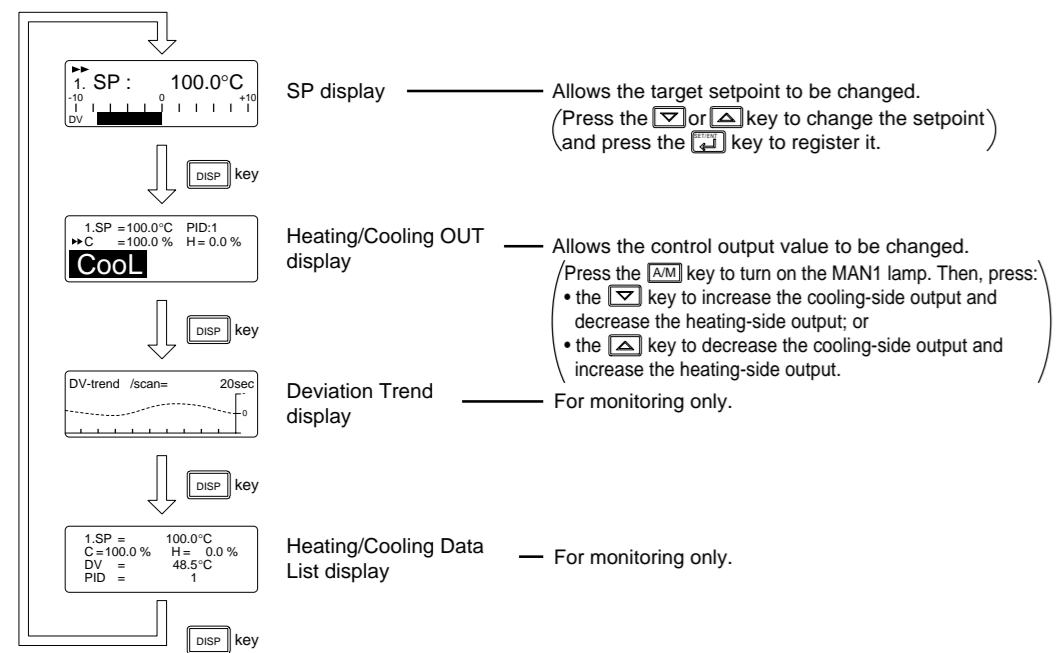 ▶▶
1. SP : 100.0°C
-10 0 +10
DV
SP display
Allows the target setpoint to be changed.
(Press the ▽ or △ key to change the setpoint
and press the SET/ENT key to register it.)
DISP key
1.SP =100.0°C PID:1
▶▶C =100.0 % H= 0.0 %
CooL
Heating/Cooling OUT
display
Allows the control output value to be changed.
(Press the A/M key to turn on the MAN1 lamp. Then, press:
• the ▽ key to increase the cooling-side output and
decrease the heating-side output; or
• the △ key to decrease the cooling-side output and
increase the heating-side output.)
DISP key
DV-trend /scan= 20sec
0
Deviation Trend
display
For monitoring only.
DISP key
1.SP = 100.0°C
C=100.0 % H= 0.0 %
DV = 48.5°C
PID = 1
Heating/Cooling Data
List display
For monitoring only.
DISP key